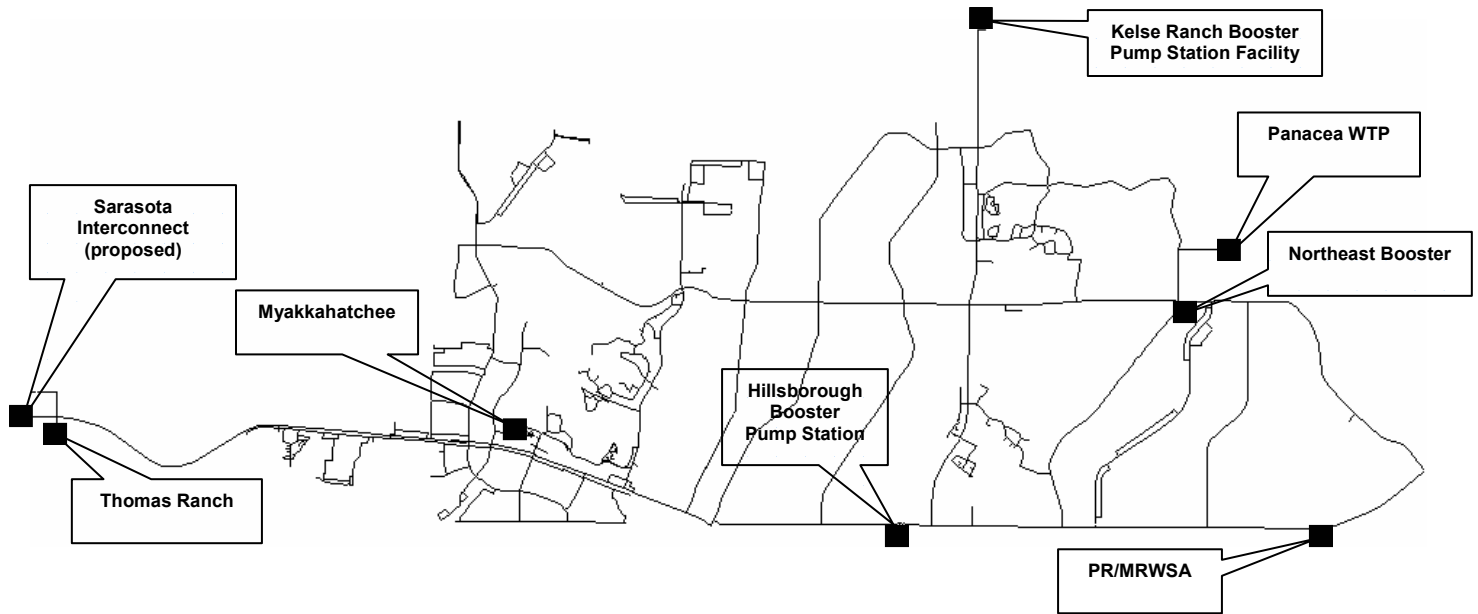 Kelse Ranch Booster
Pump Station Facility
Panacea WTP
Sarasota
Interconnect
(proposed)
Northeast Booster
Myakkahatchee
Hillsborough
Booster
Pump Station
Thomas Ranch
PR/MRWSA